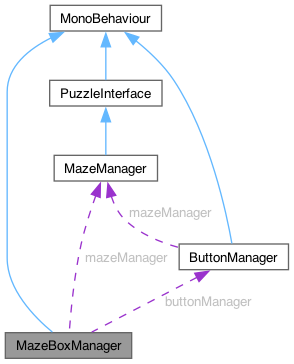 MonoBehaviour
PuzzleInterface
MazeManager
mazeManager
mazeManager
ButtonManager
buttonManager
MazeBoxManager